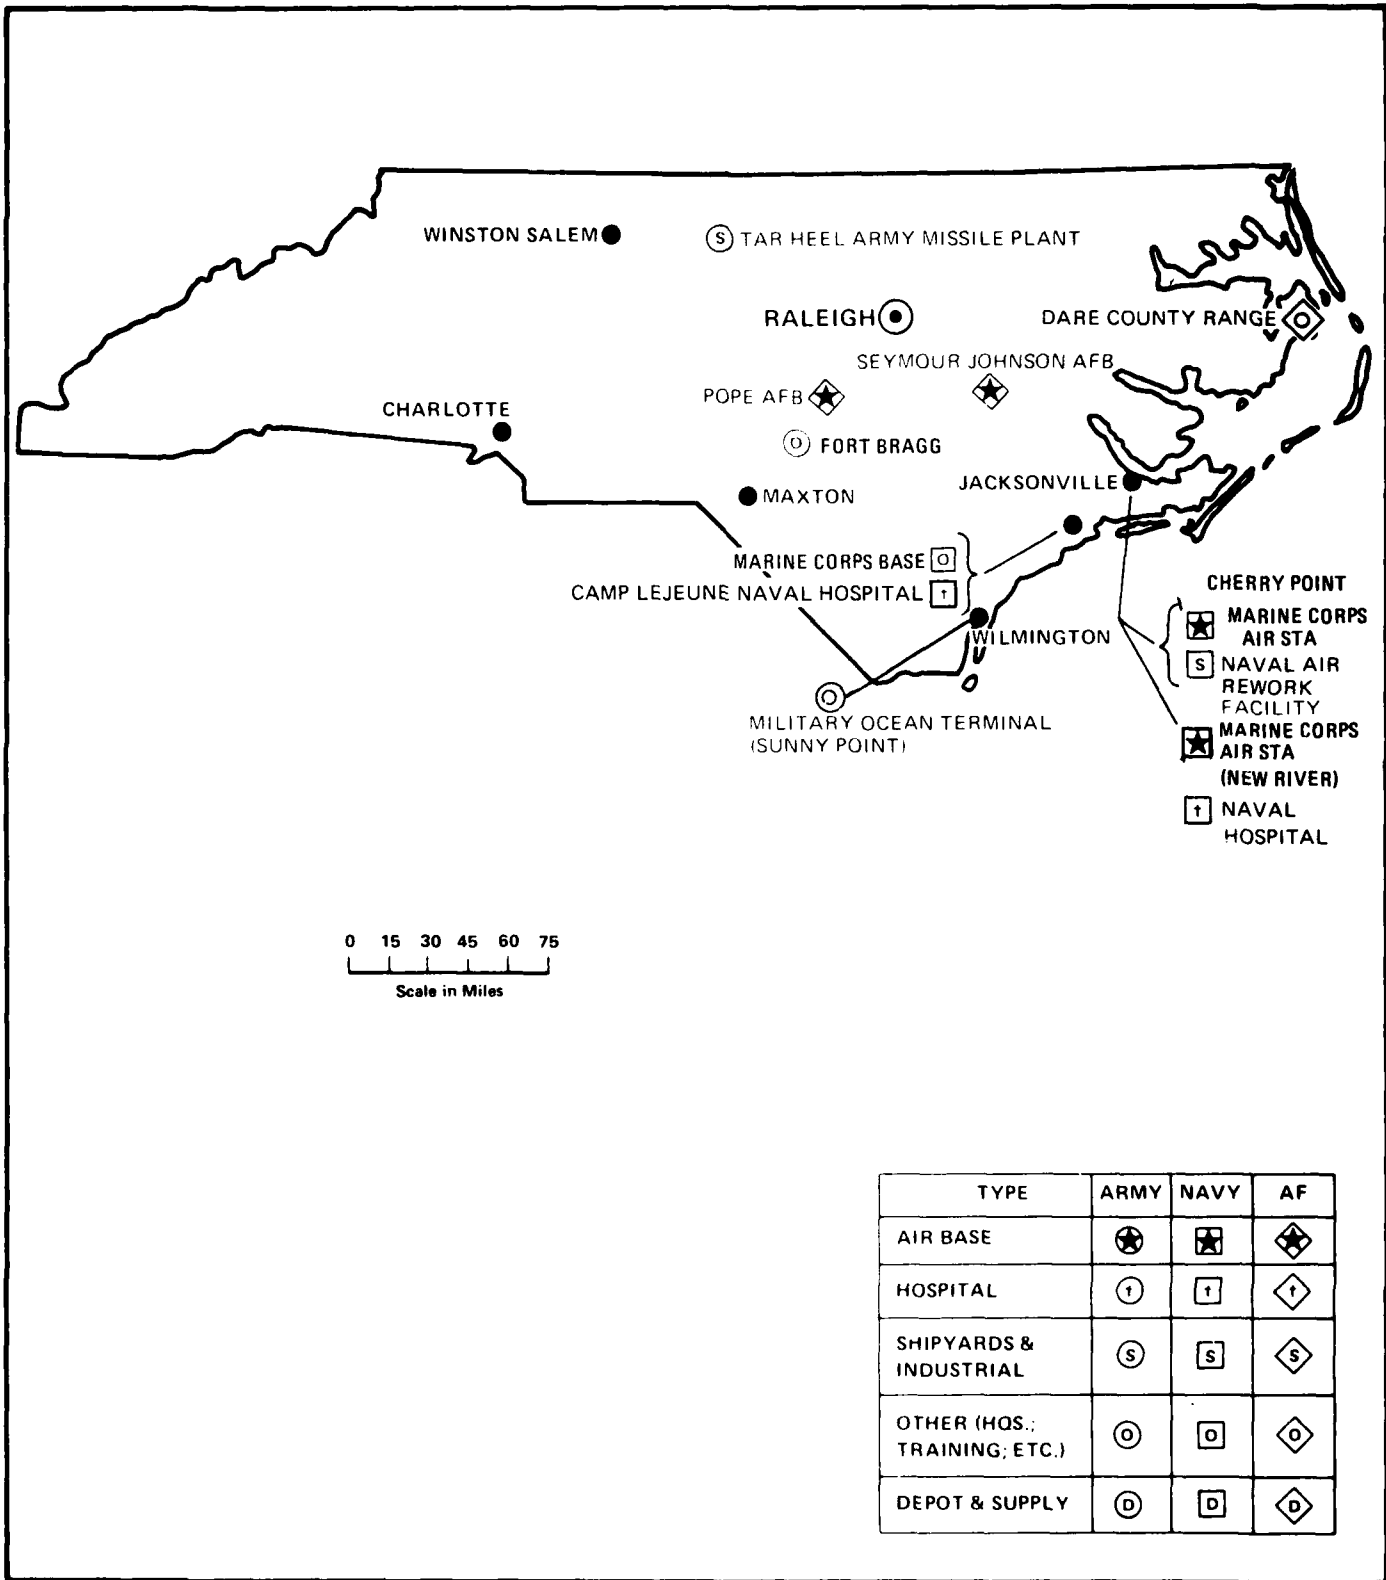 WINSTON SALEM
S TAR HEEL ARMY MISSILE PLANT
RALEIGH
DARE COUNTY RANGE O
SEYMOUR JOHNSON AFB
POPE AFB
CHARLOTTE
O FORT BRAGG
JACKSONVILLE
MAXTON
MARINE CORPS BASE O
CAMP LEJEUNE NAVAL HOSPITAL †
WILMINGTON
CHERRY POINT
MARINE CORPS
AIR STA
S NAVAL AIR
REWORK
FACILITY
MARINE CORPS
AIR STA
(NEW RIVER)
† NAVAL
HOSPITAL
O
MILITARY OCEAN TERMINAL
(SUNNY POINT)
0 15 30 45 60 75
Scale in Miles
TYPE ARMY NAVY AF
AIR BASE
HOSPITAL † † †
SHIPYARDS &
INDUSTRIAL S S S
OTHER (HQS.;
TRAINING; ETC.) O O O
DEPOT & SUPPLY D D D